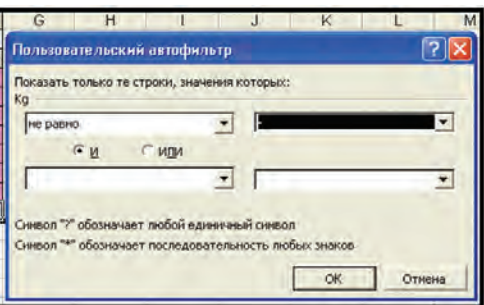 G H I J K L M
Пользовательский автофильтр
Показать только те строки, значения которых:
Kg
не равно
И ИЛИ
Символ "?" обозначает любой единичный символ
Символ "*" обозначает последовательность любых знаков
OK Отмена